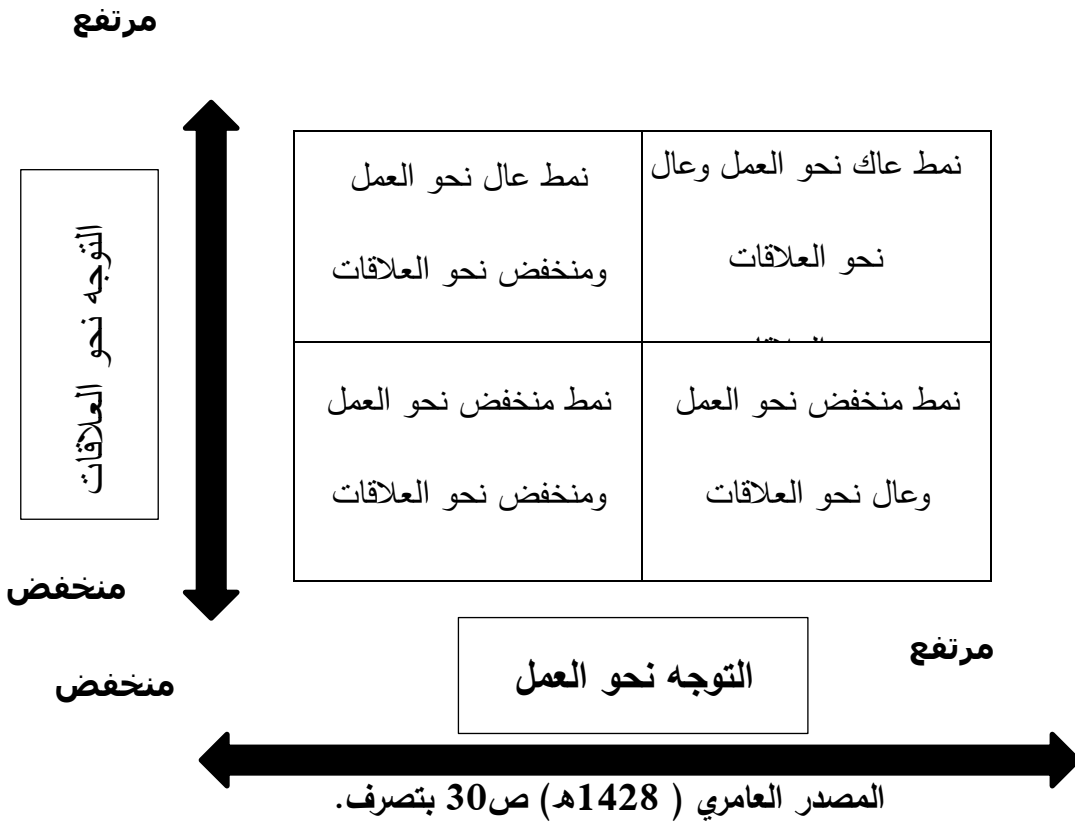 مرتفع
نمط عاك نحو العمل وعال
نحو العلاقات
نمط عال نحو العمل
ومنخفض نحو العلاقات
التوجه نحو العلاقات
نمط منخفض نحو العمل
وعال نحو العلاقات
نمط منخفض نحو العمل
ومنخفض نحو العلاقات
منخفض
مرتفع
التوجه نحو العمل
منخفض
المصدر العامري ( 1428ه) ص30 بتصرف.